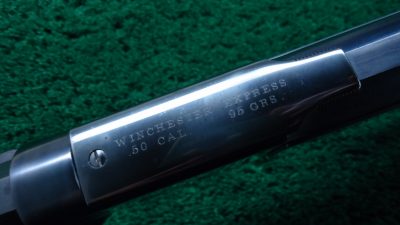 WINCHESTER EXPRESS
.50 CAL. 95 GRS.